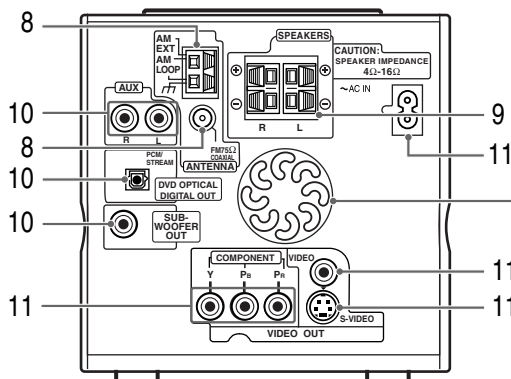 8
AM
EXT
AM
LOOP
SPEAKERS
CAUTION:
SPEAKER IMPEDANCE
4Ω-16Ω
～AC IN
AUX
10
R L
R L
9
8
FM75Ω
COAXIAL
ANTENNA
11
PCM/
STREAM
10
DVD OPTICAL
DIGITAL OUT
10
SUB-
WOOFER
OUT
COMPONENT
VIDEO
Y PB PR
11
11
11
S-VIDEO
VIDEO OUT